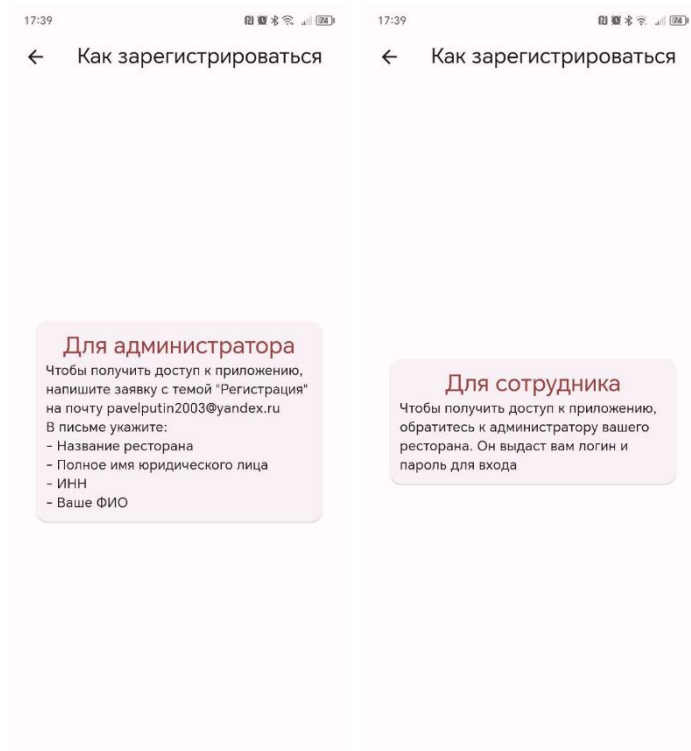 17:39
74
Как зарегистрироваться
Для администратора
Чтобы получить доступ к приложению,
напишите заявку с темой "Регистрация"
на почту pavelputin2003@yandex.ru
В письме укажите:
- Название ресторана
- Полное имя юридического лица
- ИНН
- Ваше ФИО
17:39
74
Как зарегистрироваться
Для сотрудника
Чтобы получить доступ к приложению,
обратитесь к администратору вашего
ресторана. Он выдаст вам логин и
пароль для входа